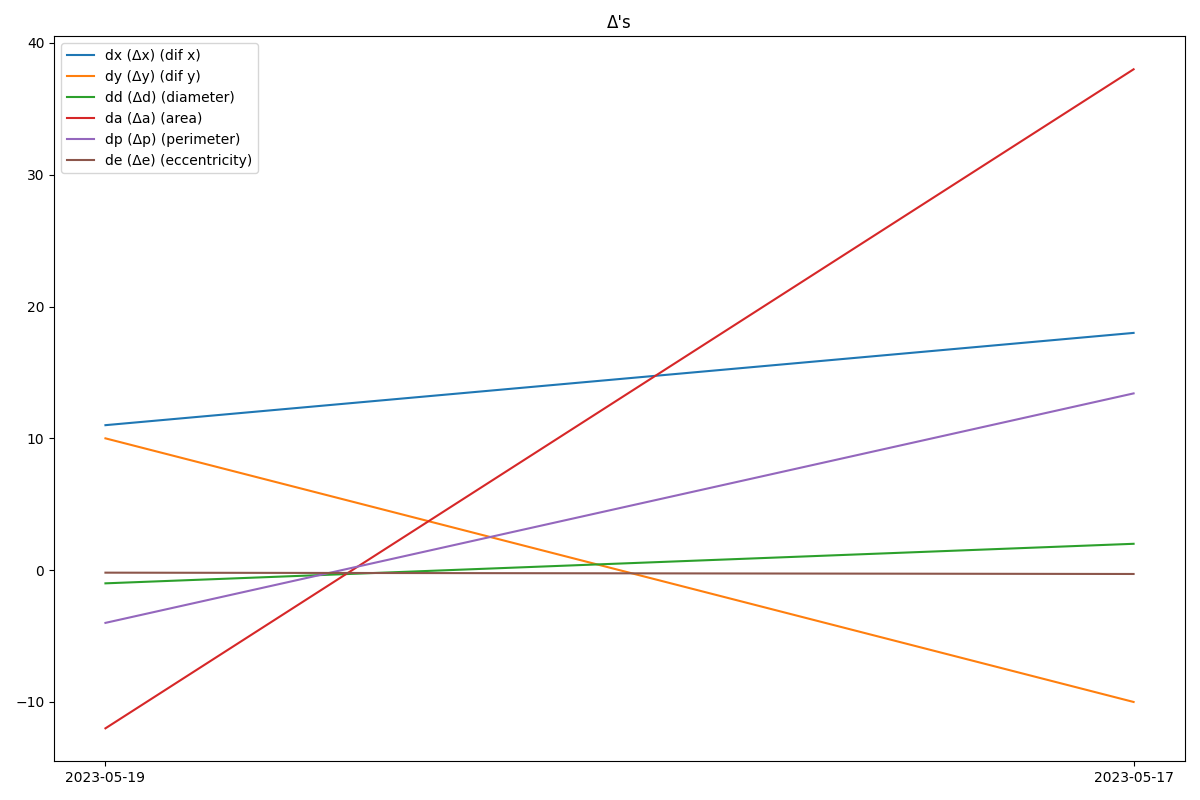 Δ's
dx (Δx) (dif x)
dy (Δy) (dif y)
dd (Δd) (diameter)
da (Δa) (area)
dp (Δp) (perimeter)
de (Δe) (eccentricity)
40
30
20
10
0
−10
2023-05-19
2023-05-17